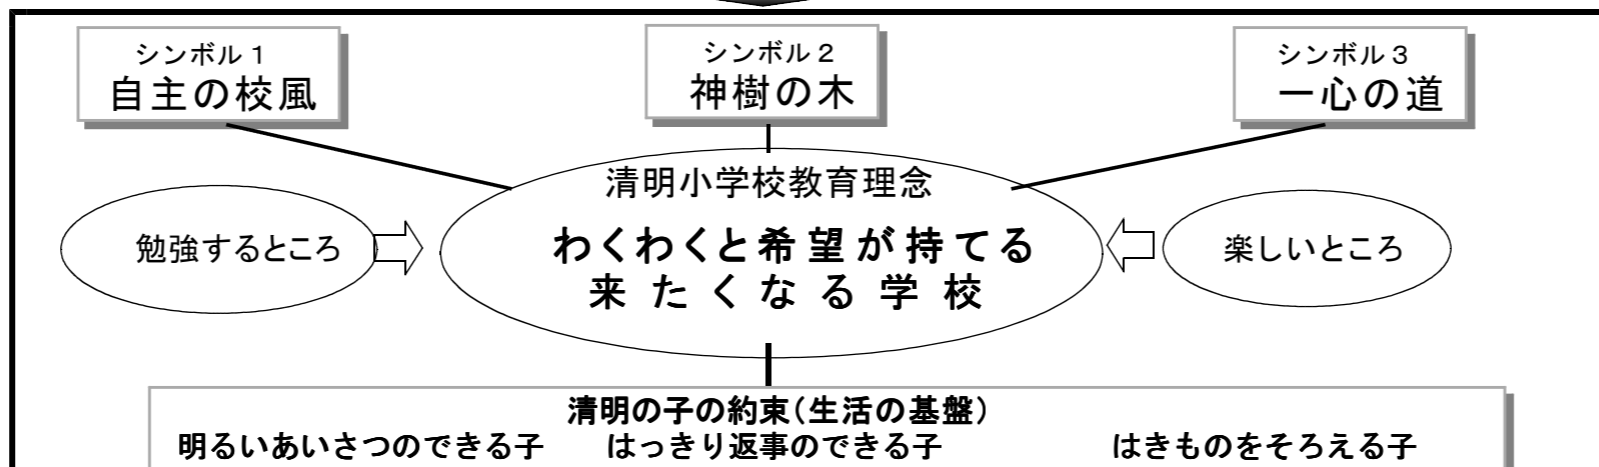 シンボル１
自主の校風
シンボル２
神樹の木
シンボル３
一心の道
清明小学校教育理念
勉強するところ
わくわくと希望が持てる
来たくなる学校
楽しいところ
清明の子の約束（生活の基盤）
明るいあいさつのできる子　はっきり返事のできる子　はきものをそろえる子